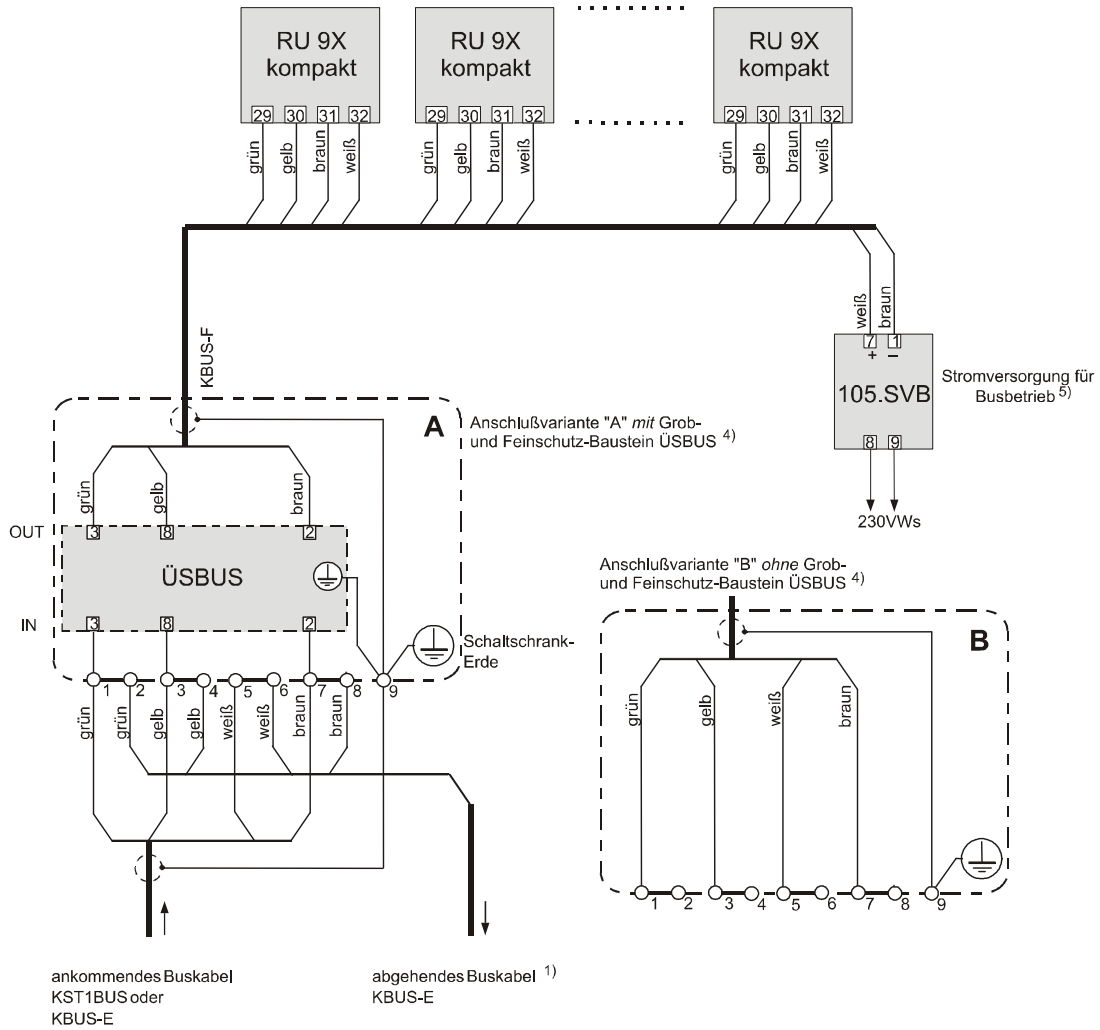 RU 9X
kompakt
29 30 31 32
grün gelb braun weiß
RU 9X
kompakt
29 30 31 32
grün gelb braun weiß
RU 9X
kompakt
29 30 31 32
grün gelb braun weiß
KBUS-F
weiß braun
7 1
+ –
105.SVB
8 9
230VWs
Stromversorgung für
Busbetrieb 5)
A
Anschlußvariante "A" mit Grob-
und Feinschutz-Baustein ÜSBUS 4)
grün gelb braun
OUT
3 8 2
ÜSBUS
IN
3 8 2
Schaltschrank-
Erde
1 2 3 4 5 6 7 8 9
grün grün gelb gelb weiß weiß braun braun
ankommendes Buskabel
KST1BUS oder
KBUS-E
abgehendes Buskabel 1)
KBUS-E
Anschlußvariante "B" ohne Grob-
und Feinschutz-Baustein ÜSBUS 4)
B
grün gelb weiß braun
1 2 3 4 5 6 7 8 9